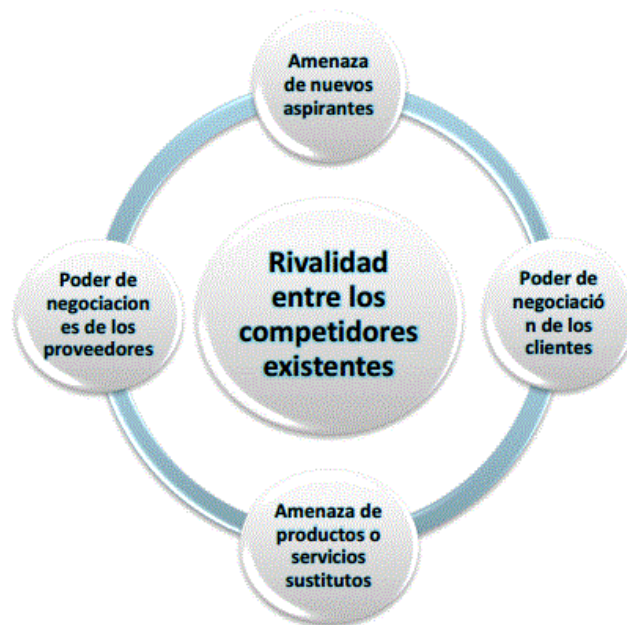 Amenaza
de nuevos
aspirantes
Rivalidad
entre los
competidores
existentes
Poder de
negociacion
es de los
proveedores
Poder de
negociació
n de los
clientes
Amenaza de
productos o
servicios
sustitutos